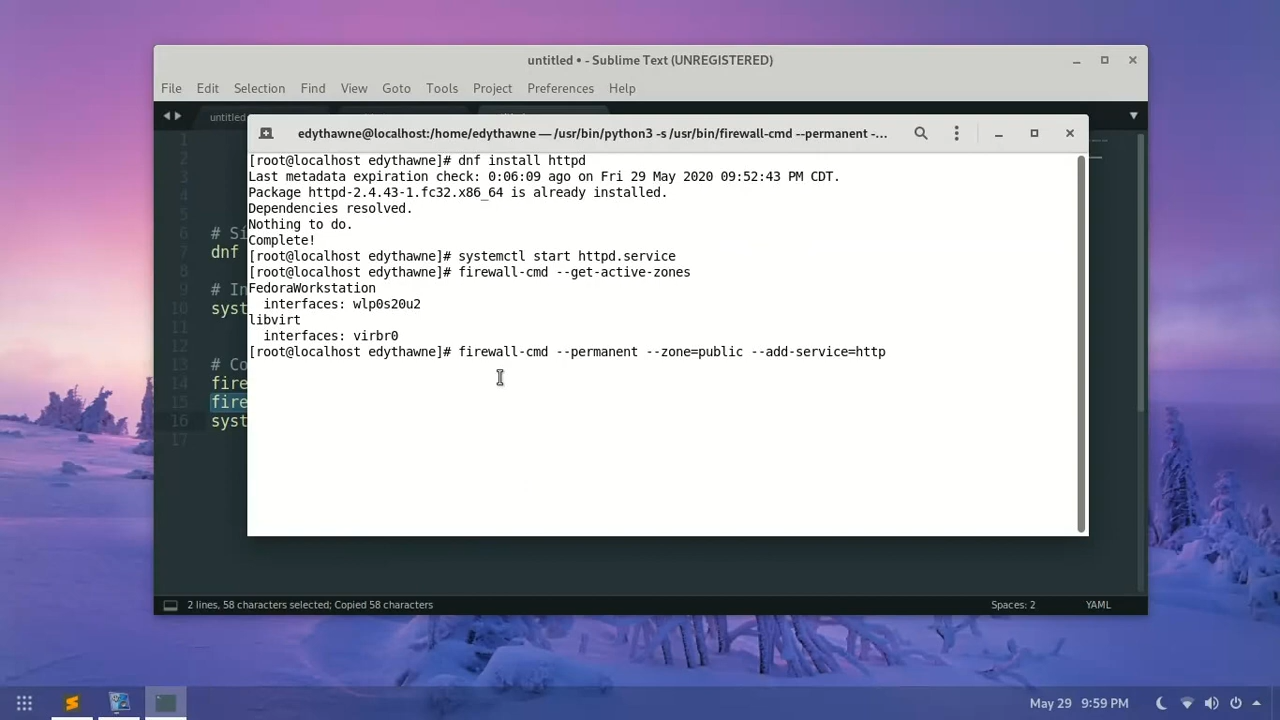 untitled • - Sublime Text (UNREGISTERED)
File Edit Selection Find View Goto Tools Project Preferences Help
untitled
edythawne@localhost:/home/edythawne — /usr/bin/python3 -s /usr/bin/firewall-cmd --permanent -...
[root@localhost edythawne]# dnf install httpd
Last metadata expiration check: 0:06:09 ago on Fri 29 May 2020 09:52:43 PM CDT.
Package httpd-2.4.43-1.fc32.x86_64 is already installed.
Dependencies resolved.
Nothing to do.
Complete!
[root@localhost edythawne]# systemctl start httpd.service
[root@localhost edythawne]# firewall-cmd --get-active-zones
FedoraWorkstation
interfaces: wlp0s20u2
libvirt
interfaces: virbr0
[root@localhost edythawne]# firewall-cmd --permanent --zone=public --add-service=http
1
2
3
4
5
6 # Si
7 dnf
8
9 # In
10 syst
11
12
13 # Co
14 fire
15 fire
16 syst
17
2 lines, 58 characters selected; Copied 58 characters
Spaces: 2
YAML
May 29 9:59 PM